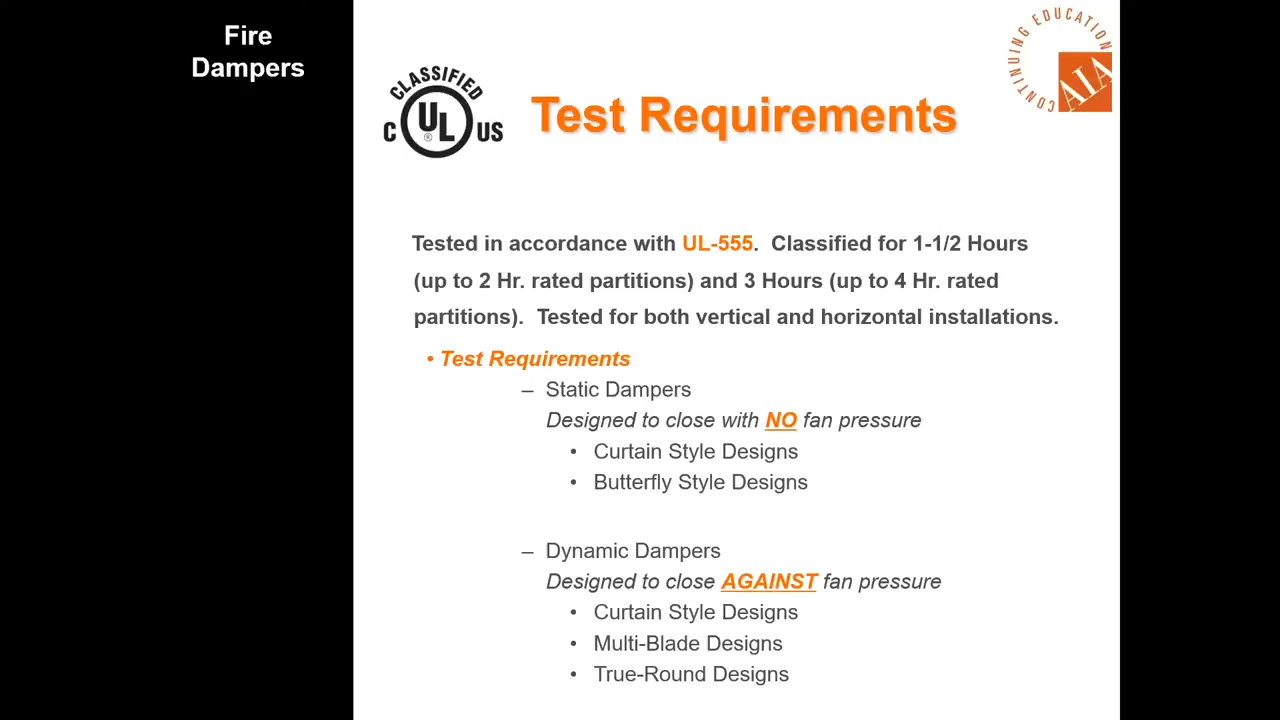 Fire
Dampers
CONTINUING EDUCATION
AIA
CLASSIFIED
C UL US
®
Test Requirements
Tested in accordance with UL-555. Classified for 1-1/2 Hours
(up to 2 Hr. rated partitions) and 3 Hours (up to 4 Hr. rated
partitions). Tested for both vertical and horizontal installations.
• Test Requirements
– Static Dampers
Designed to close with NO fan pressure
• Curtain Style Designs
• Butterfly Style Designs
– Dynamic Dampers
Designed to close AGAINST fan pressure
• Curtain Style Designs
• Multi-Blade Designs
• True-Round Designs